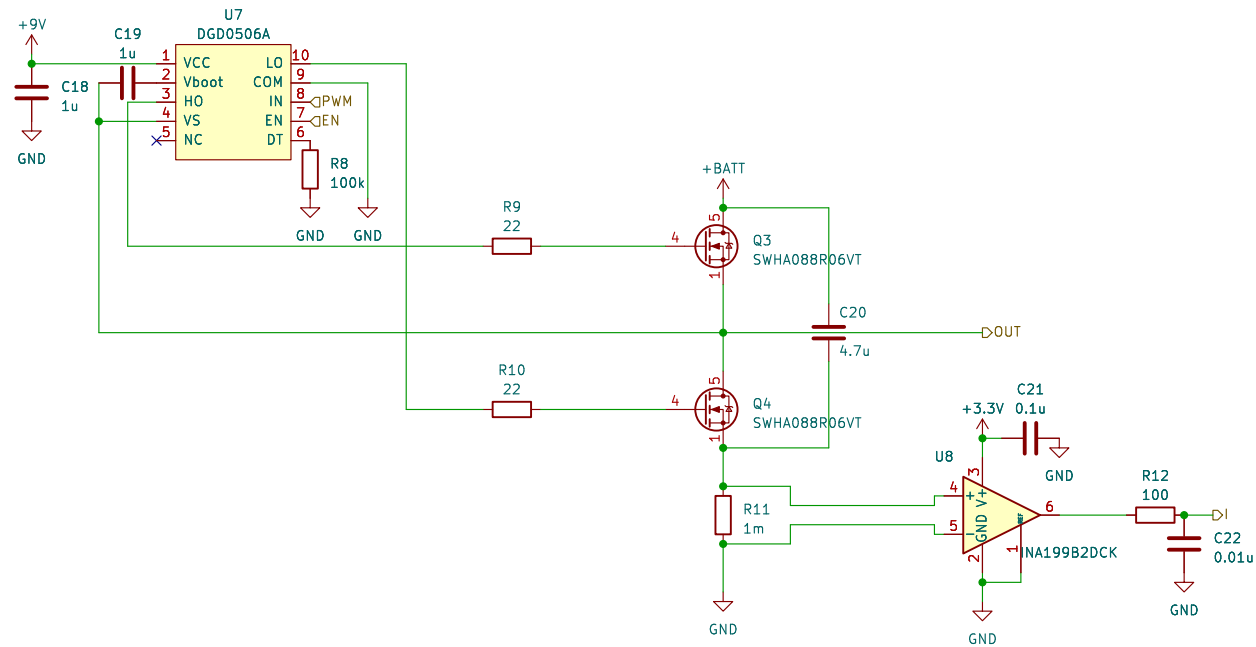 +9V
C18
1u
GND
C19
1u
U7
DGD0506A
1 VCC LO 10
2 Vboot COM 9
3 HO IN 8 PWM
4 VS EN 7 EN
5 NC DT 6
R8
100k
GND
GND
R9
22
+BATT
5
4
Q3
SWHA088R06VT
1
C20
4.7u
OUT
R10
22
5
4
Q4
SWHA088R06VT
1
R11
1m
GND
C21
0.1u
+3.3V
GND
U8
3
4 + V+
5 - GND
REF
6
2
1
INA199B2DCK
GND
R12
100
I
C22
0.01u
GND